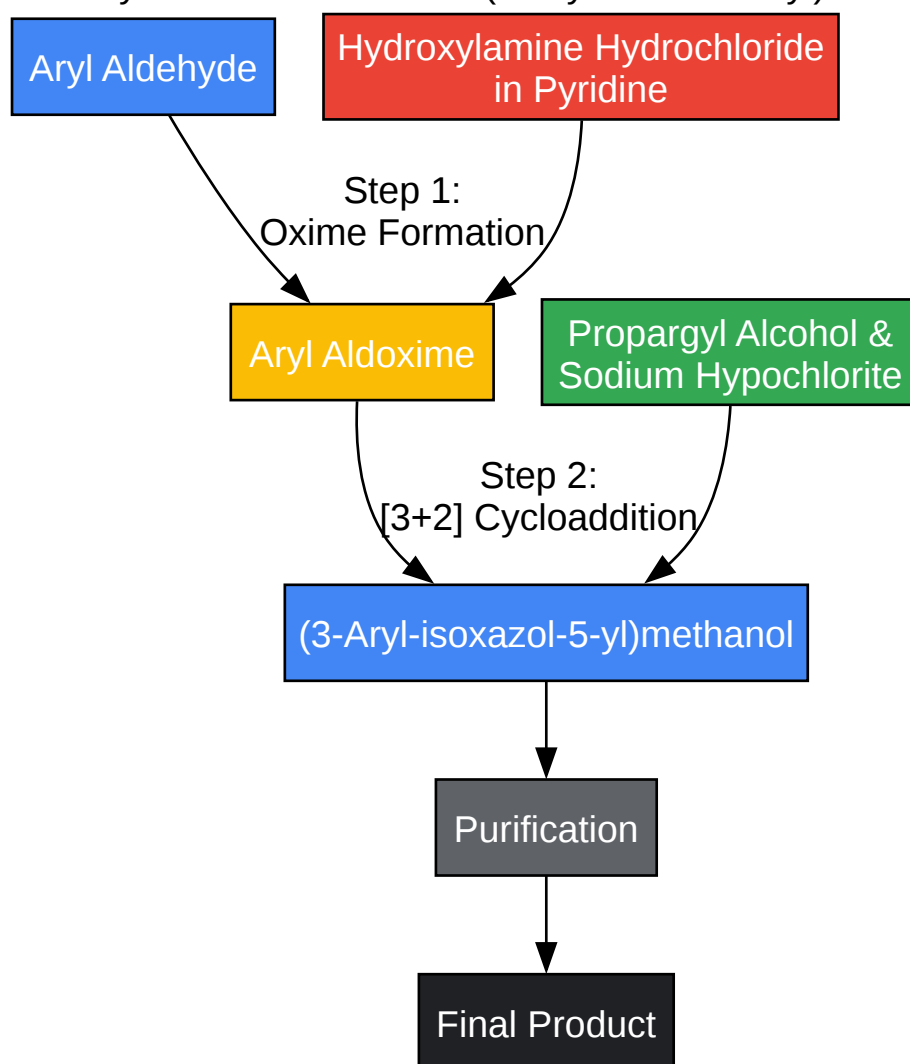 Aryl Aldehyde
Hydroxylamine Hydrochloride
in Pyridine
Step 1:
Oxime Formation
Aryl Aldoxime
Propargyl Alcohol &
Sodium Hypochlorite
Step 2:
[3+2] Cycloaddition
(3-Aryl-isoxazol-5-yl)methanol
Purification
Final Product